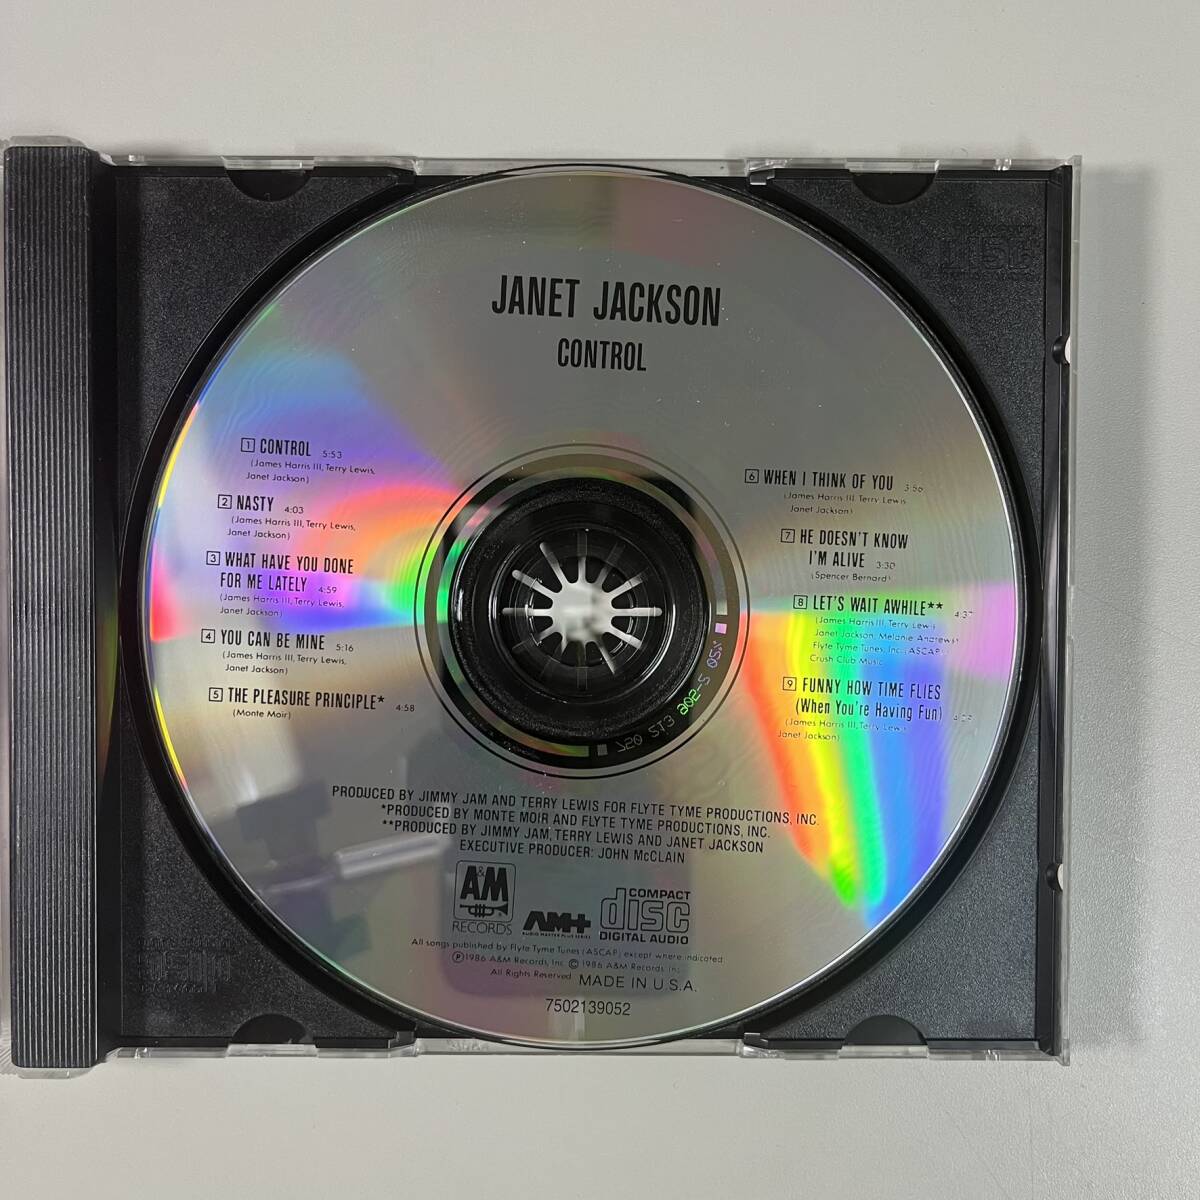 JANET JACKSON
CONTROL
1 CONTROL 5:53
(James Harris III, Terry Lewis,
Janet Jackson)
2 NASTY 4:03
(James Harris III, Terry Lewis,
Janet Jackson)
3 WHAT HAVE YOU DONE
FOR ME LATELY 4:59
(James Harris III, Terry Lewis,
Janet Jackson)
4 YOU CAN BE MINE 5:16
(James Harris III, Terry Lewis,
Janet Jackson)
5 THE PLEASURE PRINCIPLE* 4:58
(Monte Moir)
6 WHEN I THINK OF YOU 3:56
(James Harris III, Terry Lewis
Janet Jackson)
7 HE DOESN'T KNOW
I'M ALIVE 3:30
(Spencer Bernard)
8 LET'S WAIT AWHILE** 4:37
(James Harris III, Terry Lewis
Janet Jackson, Melanie Andrews)
Flyte Tyme Tunes, Inc. (ASCAP)
Crush Club Music
9 FUNNY HOW TIME FLIES
(When You're Having Fun)
(James Harris III, Terry Lewis
Janet Jackson)
PRODUCED BY JIMMY JAM AND TERRY LEWIS FOR FLYTE TYME PRODUCTIONS, INC.
*PRODUCED BY MONTE MOIR AND FLYTE TYME PRODUCTIONS, INC.
**PRODUCED BY JIMMY JAM, TERRY LEWIS AND JANET JACKSON
EXECUTIVE PRODUCER: JOHN McCLAIN
A&M
RECORDS
AM+
AUDIO MASTER PLUS SERIES
COMPACT
disc
DIGITAL AUDIO
All songs published by Flyte Tyme Tunes (ASCAP) except where indicated.
℗ 1986 A&M Records, Inc. © 1986 A&M Records, Inc.
All Rights Reserved. MADE IN U.S.A.
7502139052